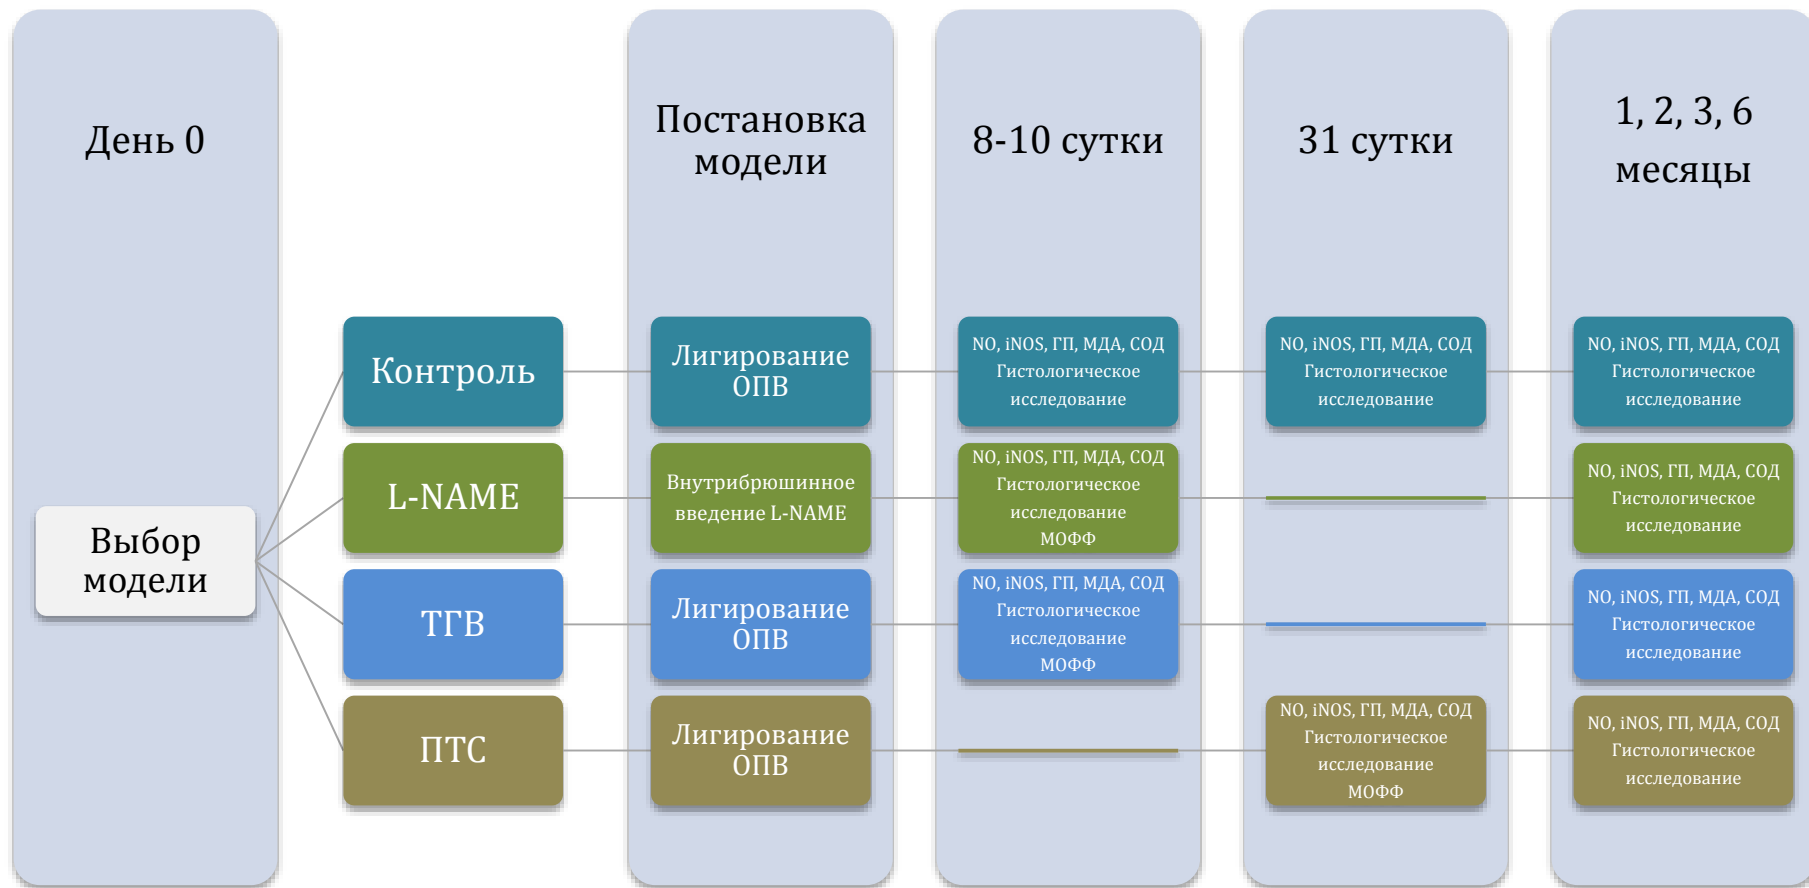 День 0
Постановка
модели
8-10 сутки
31 сутки
1, 2, 3, 6
месяцы
Выбор
модели
Контроль
Лигирование
ОПВ
NO, iNOS, ГП, МДА, СОД
Гистологическое
исследование
NO, iNOS, ГП, МДА, СОД
Гистологическое
исследование
NO, iNOS, ГП, МДА, СОД
Гистологическое
исследование
L-NAME
Внутрибрюшинное
введение L-NAME
NO, iNOS, ГП, МДА, СОД
Гистологическое
исследование
МОФФ
NO, iNOS, ГП, МДА, СОД
Гистологическое
исследование
ТГВ
Лигирование
ОПВ
NO, iNOS, ГП, МДА, СОД
Гистологическое
исследование
МОФФ
NO, iNOS, ГП, МДА, СОД
Гистологическое
исследование
ПТС
Лигирование
ОПВ
NO, iNOS, ГП, МДА, СОД
Гистологическое
исследование
МОФФ
NO, iNOS, ГП, МДА, СОД
Гистологическое
исследование